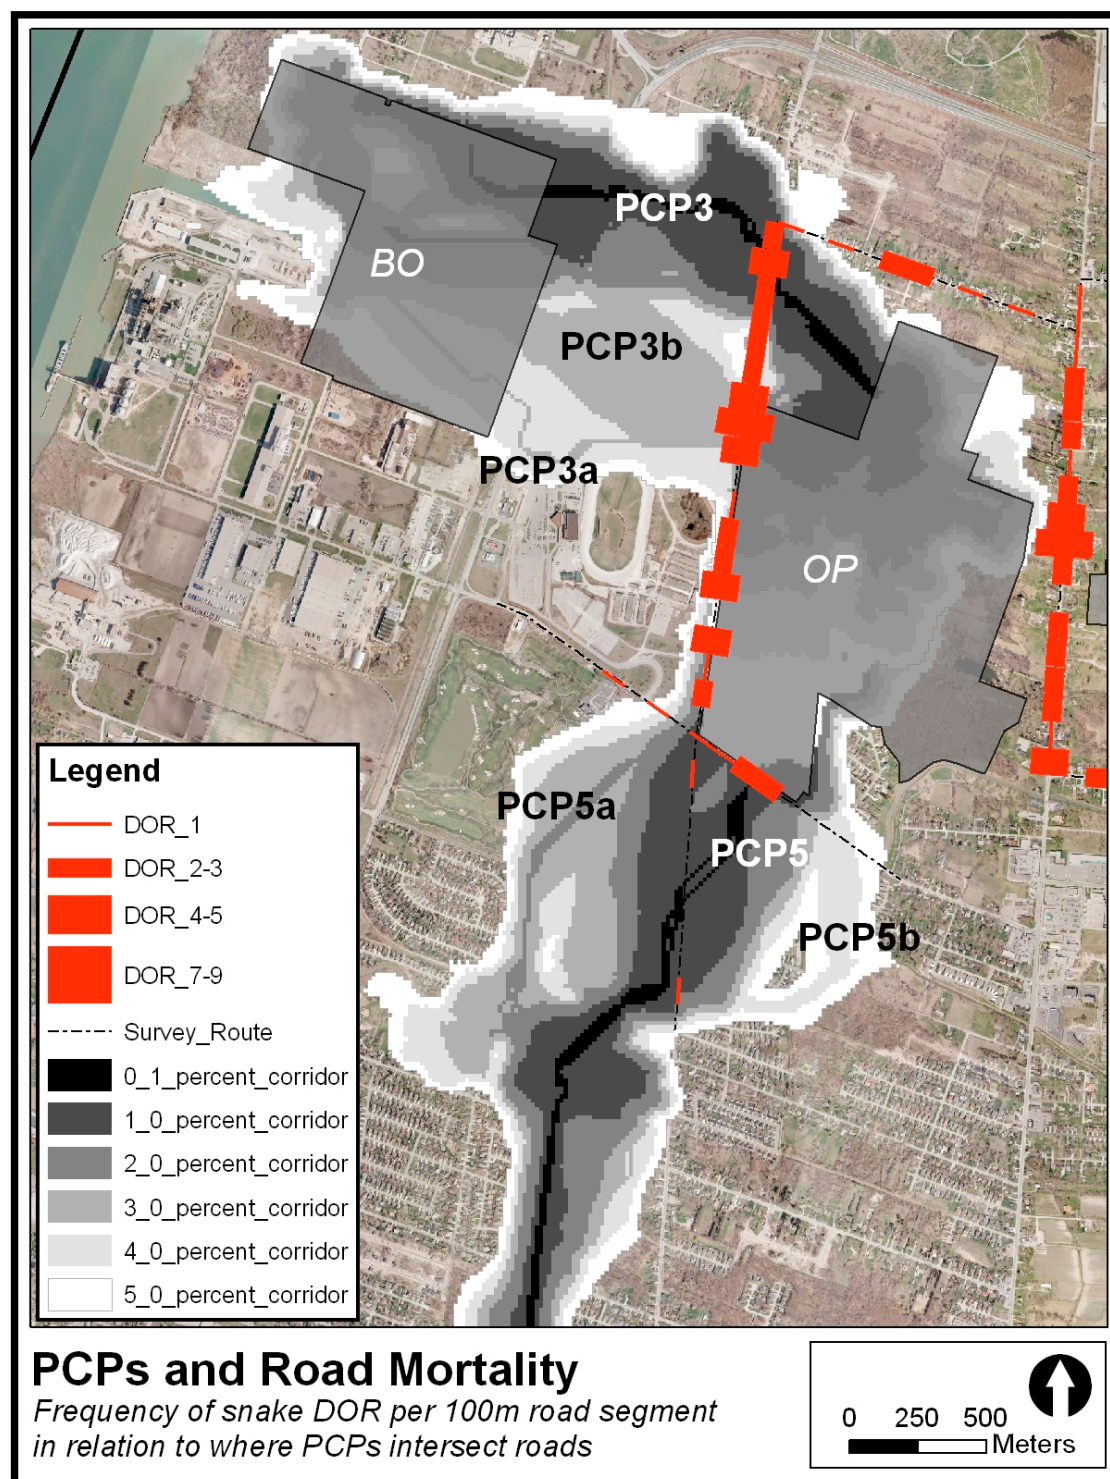 PCP3
BO
PCP3b
PCP3a
OP
PCP5a
PCP5
PCP5b
Legend
DOR_1
DOR_2-3
DOR_4-5
DOR_7-9
Survey_Route
0_1_percent_corridor
1_0_percent_corridor
2_0_percent_corridor
3_0_percent_corridor
4_0_percent_corridor
5_0_percent_corridor
PCPs and Road Mortality
Frequency of snake DOR per 100m road segment
in relation to where PCPs intersect roads
0 250 500
Meters